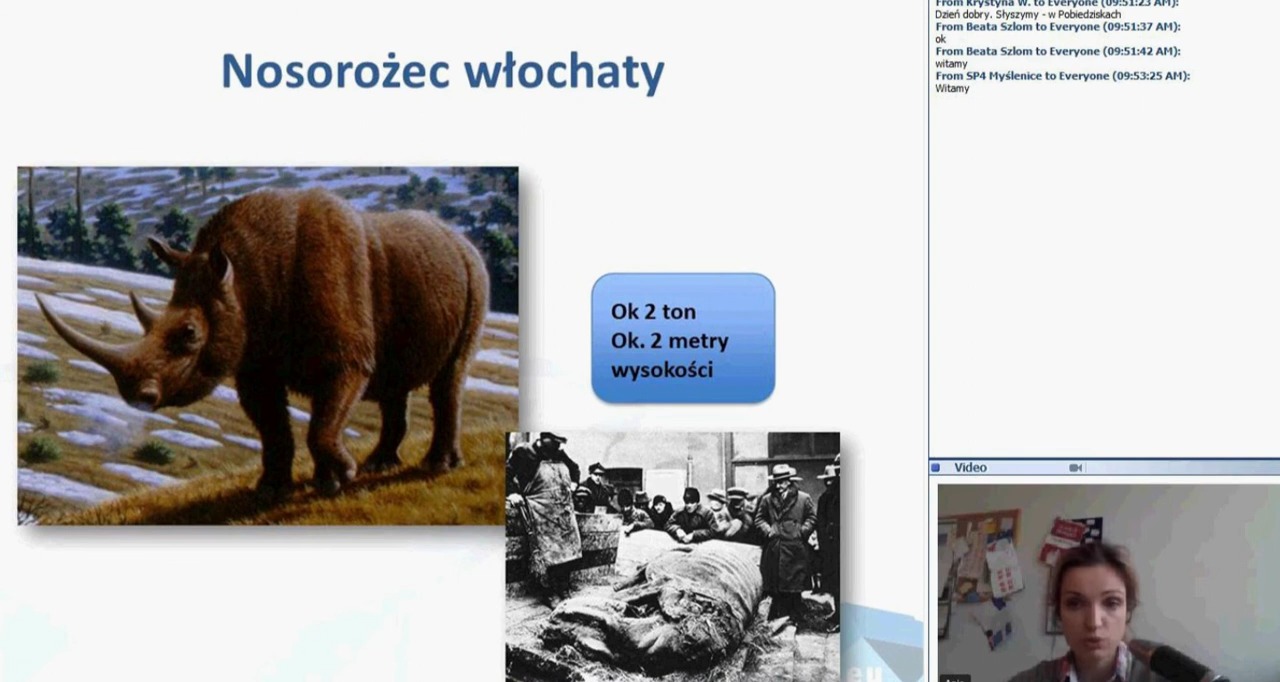 Nosorożec włochaty
Ok 2 ton
Ok. 2 metry
wysokości
From Krystyna W. to Everyone (09:51:23 AM):
Dzień dobry. Słyszymy - w Pobiedziskach
From Beata Szlom to Everyone (09:51:37 AM):
ok
From Beata Szlom to Everyone (09:51:42 AM):
witamy
From SP4 Myślenice to Everyone (09:53:25 AM):
Witamy
Video
eu